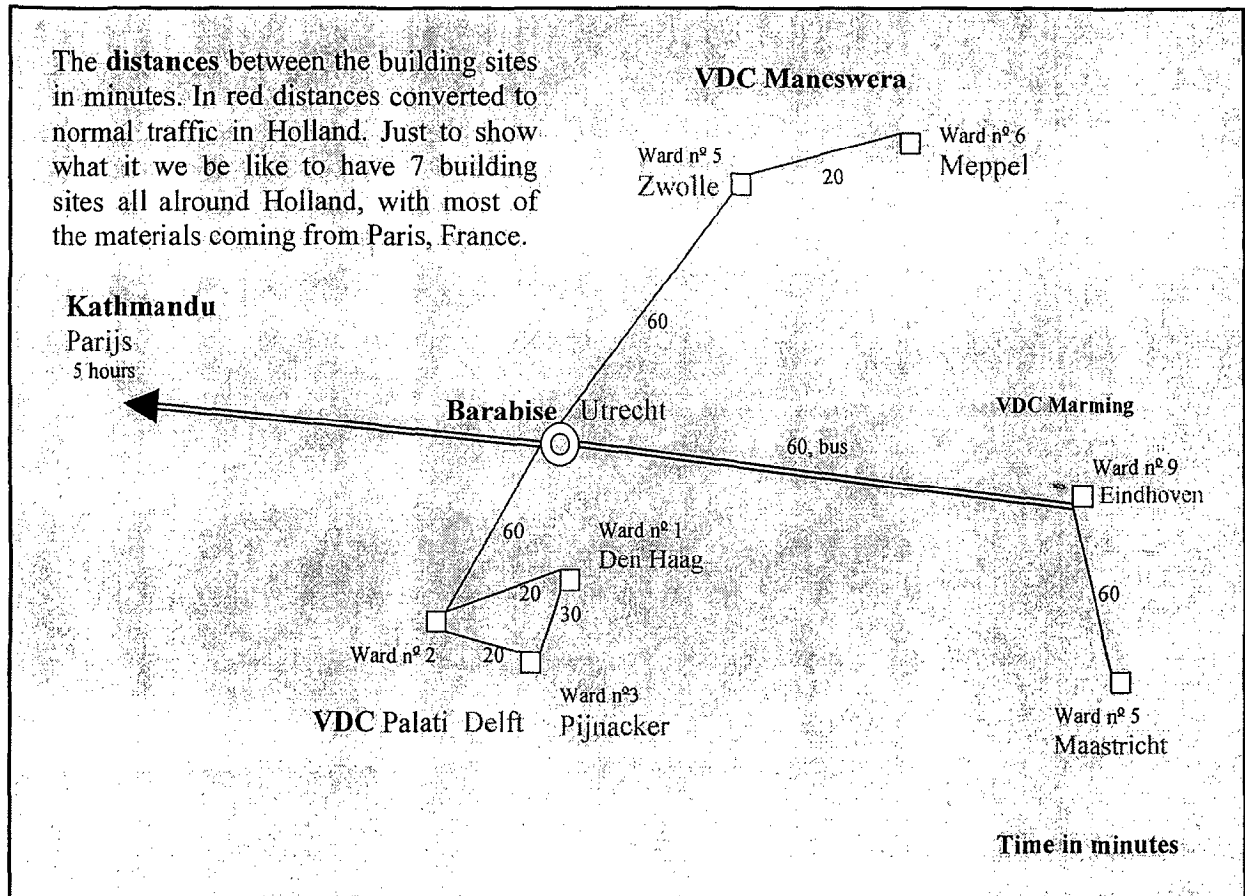 The distances between the building sites
in minutes. In red distances converted to
normal traffic in Holland. Just to show
what it we be like to have 7 building
sites all alround Holland, with most of
the materials coming from Paris, France.
VDC Maneswera
Ward nº 5
Zwolle
20
Ward nº 6
Meppel
60
Kathmandu
Parijs
5 hours
Barabise Utrecht
60, bus
VDC Marming
Ward nº 9
Eindhoven
60
Ward nº 1
Den Haag
20
30
60
Ward nº 2
20
Ward nº3
Pijnacker
VDC Palati Delft
Ward nº 5
Maastricht
Time in minutes